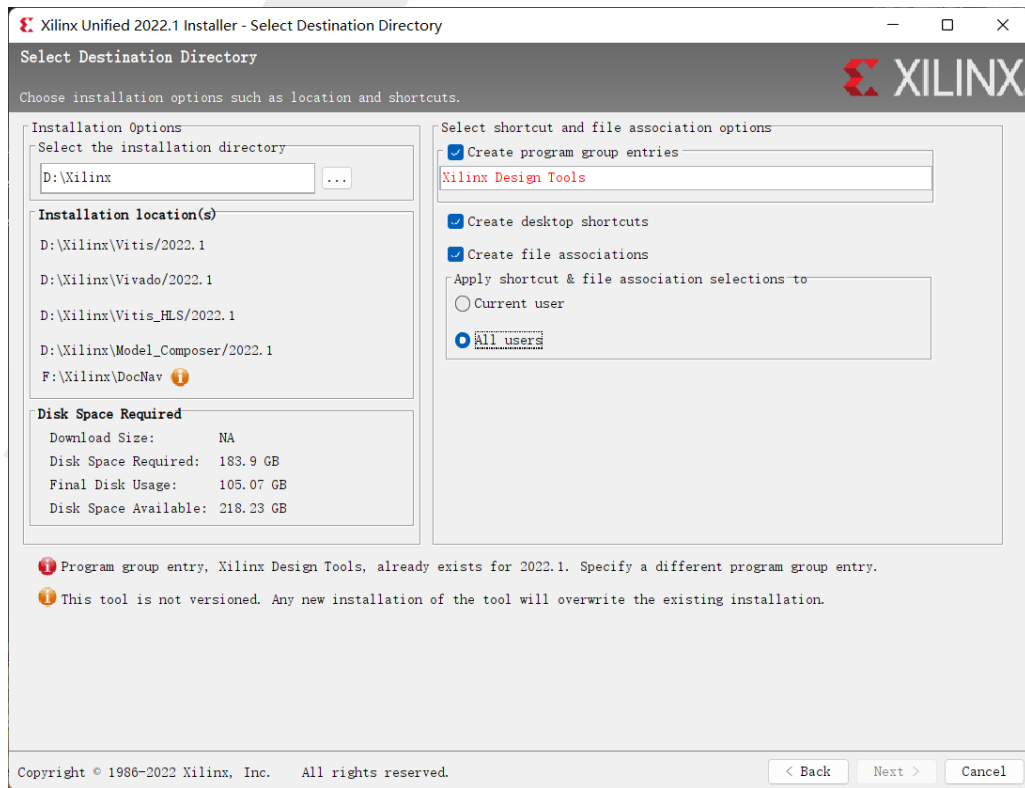 Xilinx Unified 2022.1 Installer - Select Destination Directory
Select Destination Directory
XILINX
Choose installation options such as location and shortcuts.
Installation Options
Select the installation directory
D:\Xilinx
...
Installation location(s)
D:\Xilinx\Vitis/2022.1
D:\Xilinx\Vivado/2022.1
D:\Xilinx\Vitis_HLS/2022.1
D:\Xilinx\Model_Composer/2022.1
F:\Xilinx\DocNav
Disk Space Required
Download Size: NA
Disk Space Required: 183.9 GB
Final Disk Usage: 105.07 GB
Disk Space Available: 218.23 GB
Select shortcut and file association options
Create program group entries
Xilinx Design Tools
Create desktop shortcuts
Create file associations
Apply shortcut & file association selections to
Current user
All users
Program group entry, Xilinx Design Tools, already exists for 2022.1. Specify a different program group entry.
This tool is not versioned. Any new installation of the tool will overwrite the existing installation.
Copyright © 1986-2022 Xilinx, Inc. All rights reserved.
< Back
Next >
Cancel